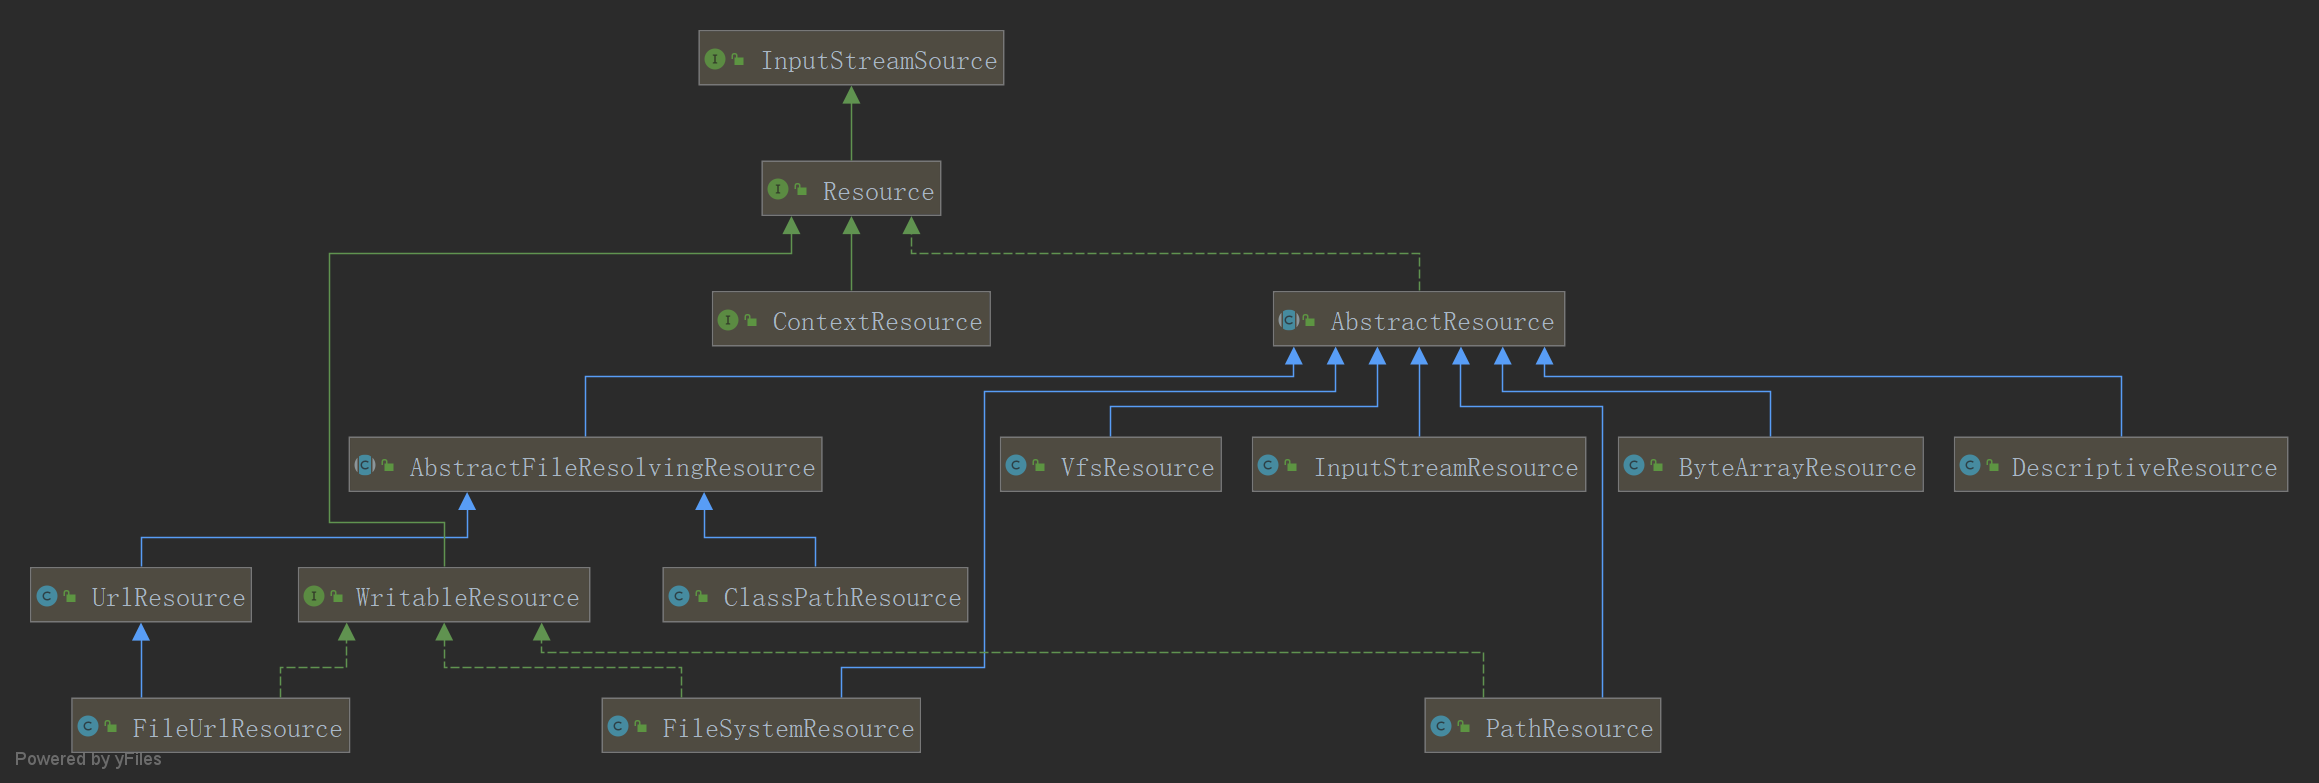 InputStreamSource
Resource
ContextResource
AbstractResource
AbstractFileResolvingResource
VfsResource
InputStreamResource
ByteArrayResource
DescriptiveResource
UrlResource
WritableResource
ClassPathResource
FileUrlResource
FileSystemResource
PathResource
Powered by yFiles